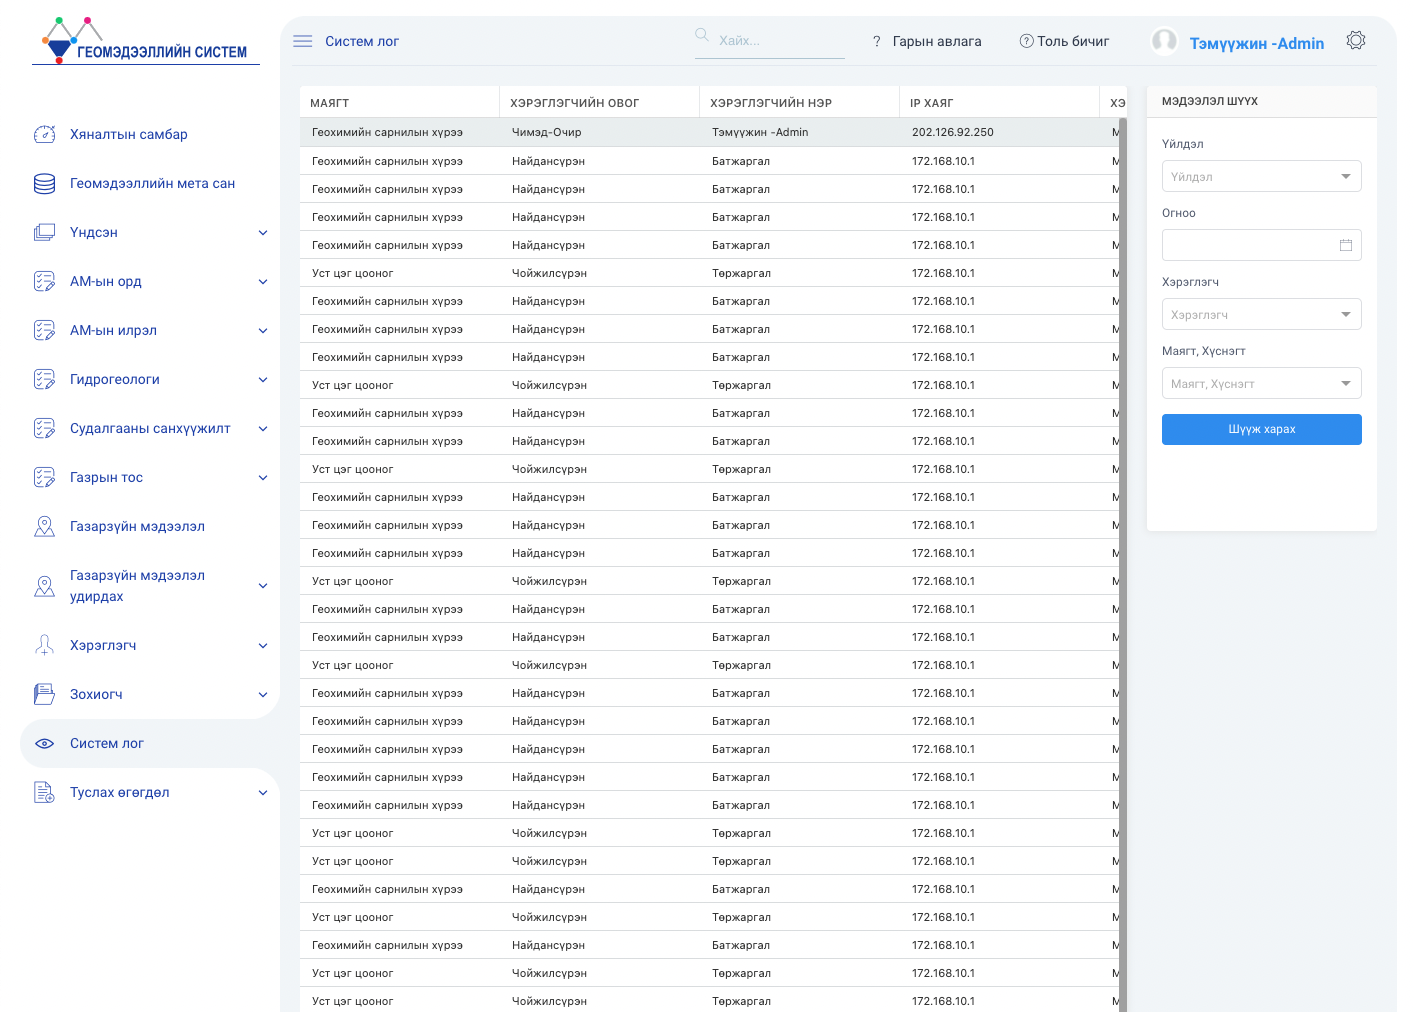 ГЕОМЭДЭЭЛЛИЙН СИСТЕМ
Систем лог
Хайх...
? Гарын авлага
? Толь бичиг
Тэмүүжин -Admin
Хяналтын самбар
Геомэдээллийн мета сан
Үндсэн
АМ-ын орд
АМ-ын илрэл
Гидрогеологи
Судалгааны санхүүжилт
Газрын тос
Газарзүйн мэдээлэл
Газарзүйн мэдээлэл
удирдах
Хэрэглэгч
Зохиогч
Систем лог
Туслах өгөгдөл
МАЯГТ ХЭРЭГЛЭГЧИЙН ОВОГ ХЭРЭГЛЭГЧИЙН НЭР IP ХАЯГ ХЭ
Геохимийн сарнилын хүрээ Чимэд-Очир Тэмүүжин -Admin 202.126.92.250 М
Геохимийн сарнилын хүрээ Найдансүрэн Батжаргал 172.168.10.1 М
Геохимийн сарнилын хүрээ Найдансүрэн Батжаргал 172.168.10.1 М
Геохимийн сарнилын хүрээ Найдансүрэн Батжаргал 172.168.10.1 М
Геохимийн сарнилын хүрээ Найдансүрэн Батжаргал 172.168.10.1 М
Уст цэг цооног Чойжилсүрэн Төржаргал 172.168.10.1 М
Геохимийн сарнилын хүрээ Найдансүрэн Батжаргал 172.168.10.1 М
Геохимийн сарнилын хүрээ Найдансүрэн Батжаргал 172.168.10.1 М
Геохимийн сарнилын хүрээ Найдансүрэн Батжаргал 172.168.10.1 М
Уст цэг цооног Чойжилсүрэн Төржаргал 172.168.10.1 М
Геохимийн сарнилын хүрээ Найдансүрэн Батжаргал 172.168.10.1 М
Геохимийн сарнилын хүрээ Найдансүрэн Батжаргал 172.168.10.1 М
Уст цэг цооног Чойжилсүрэн Төржаргал 172.168.10.1 М
Геохимийн сарнилын хүрээ Найдансүрэн Батжаргал 172.168.10.1 М
Геохимийн сарнилын хүрээ Найдансүрэн Батжаргал 172.168.10.1 М
Геохимийн сарнилын хүрээ Найдансүрэн Батжаргал 172.168.10.1 М
Уст цэг цооног Чойжилсүрэн Төржаргал 172.168.10.1 М
Геохимийн сарнилын хүрээ Найдансүрэн Батжаргал 172.168.10.1 М
Геохимийн сарнилын хүрээ Найдансүрэн Батжаргал 172.168.10.1 М
Уст цэг цооног Чойжилсүрэн Төржаргал 172.168.10.1 М
Геохимийн сарнилын хүрээ Найдансүрэн Батжаргал 172.168.10.1 М
Геохимийн сарнилын хүрээ Найдансүрэн Батжаргал 172.168.10.1 М
Геохимийн сарнилын хүрээ Найдансүрэн Батжаргал 172.168.10.1 М
Геохимийн сарнилын хүрээ Найдансүрэн Батжаргал 172.168.10.1 М
Геохимийн сарнилын хүрээ Найдансүрэн Батжаргал 172.168.10.1 М
Уст цэг цооног Чойжилсүрэн Төржаргал 172.168.10.1 М
Уст цэг цооног Чойжилсүрэн Төржаргал 172.168.10.1 М
Геохимийн сарнилын хүрээ Найдансүрэн Батжаргал 172.168.10.1 М
Уст цэг цооног Чойжилсүрэн Төржаргал 172.168.10.1 М
Геохимийн сарнилын хүрээ Найдансүрэн Батжаргал 172.168.10.1 М
Уст цэг цооног Чойжилсүрэн Төржаргал 172.168.10.1 М
Уст цэг цооног Чойжилсүрэн Төржаргал 172.168.10.1 М
МЭДЭЭЛЭЛ ШҮҮХ
Үйлдэл
Үйлдэл
Огноо
Хэрэглэгч
Хэрэглэгч
Маягт, Хүснэгт
Маягт, Хүснэгт
Шүүж харах